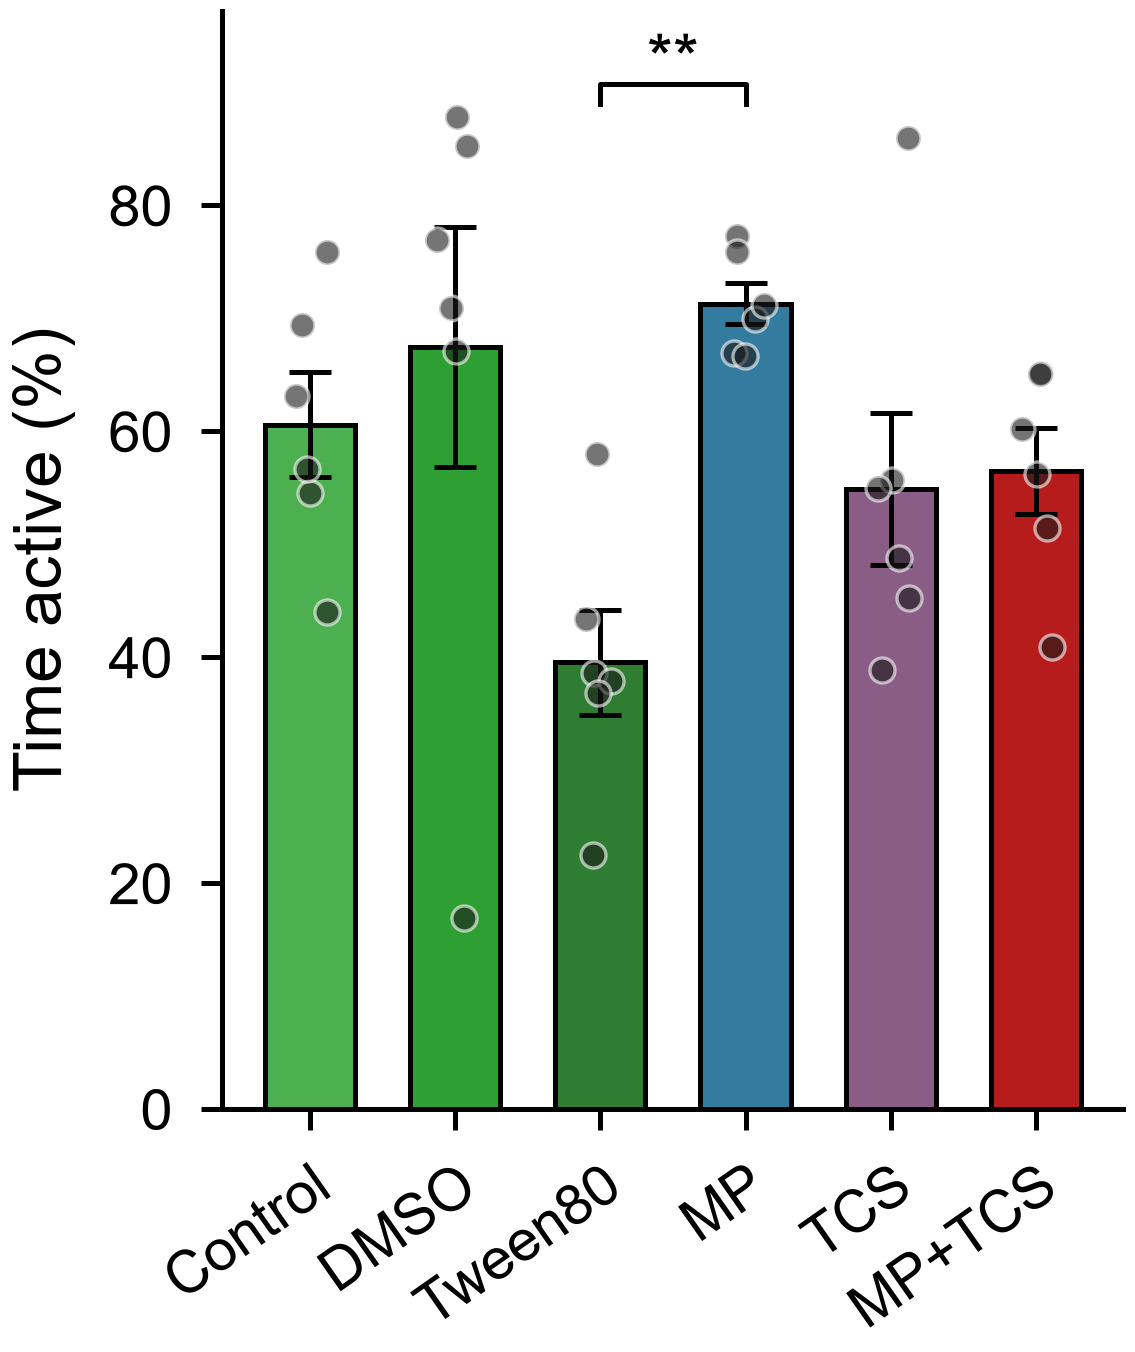 **
80
60
40
20
0
Time active (%)
Control
DMSO
Tween80
MP
TCS
MP+TCS